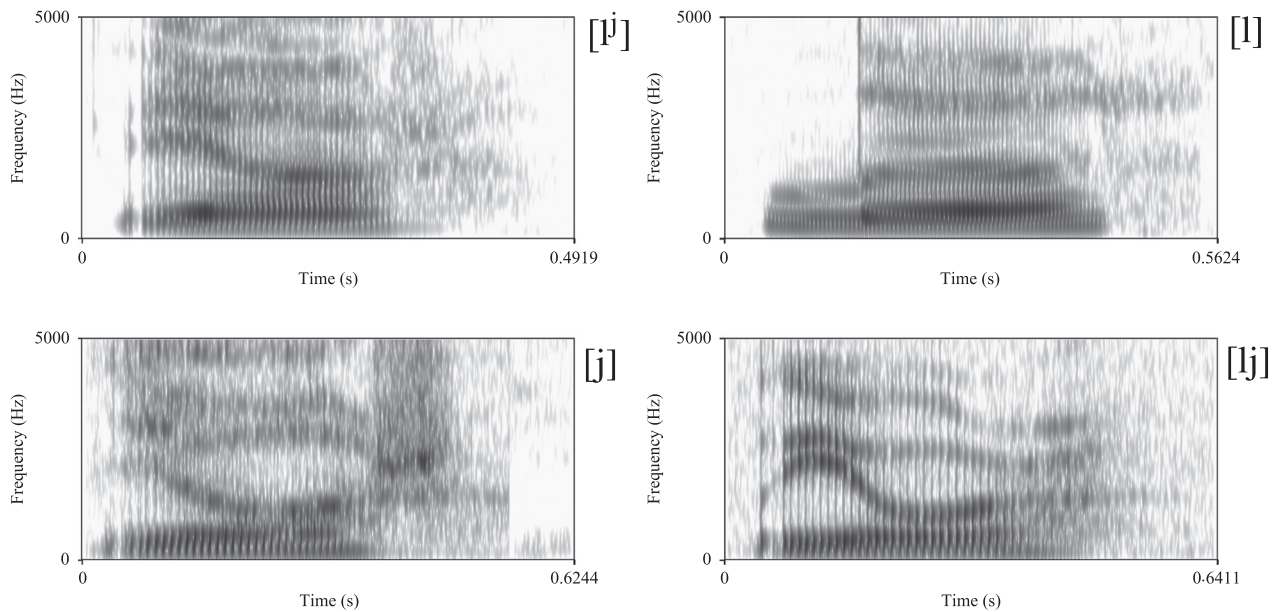 5000
[lʲ]
Frequency (Hz)
0
0
0.4919
Time (s)
5000
[l]
Frequency (Hz)
0
0
0.5624
Time (s)
5000
[j]
Frequency (Hz)
0
0
0.6244
Time (s)
5000
[lj]
Frequency (Hz)
0
0
0.6411
Time (s)